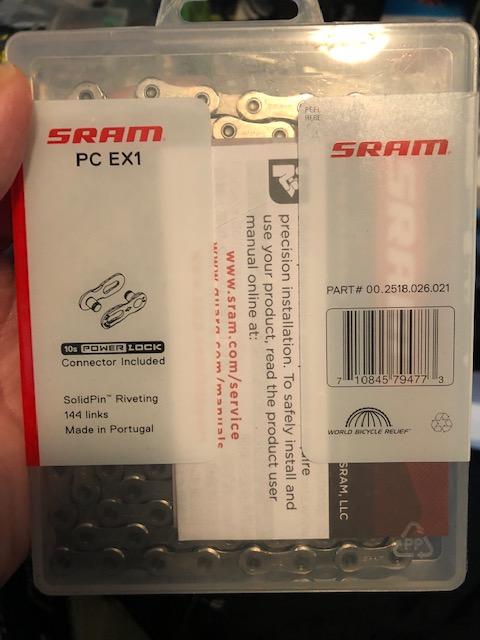 SRAM
PC EX1
10s POWER LOCK
Connector Included
SolidPin™ Riveting
144 links
Made in Portugal
PEEL
HERE
SRAM
PART# 00.2518.026.021
7 10845 79477 3
WORLD BICYCLE RELIEF
precision installation. To safely install and
use your product, read the product user
manual online at:
www.sram.com/service
SRAM, LLC
PP